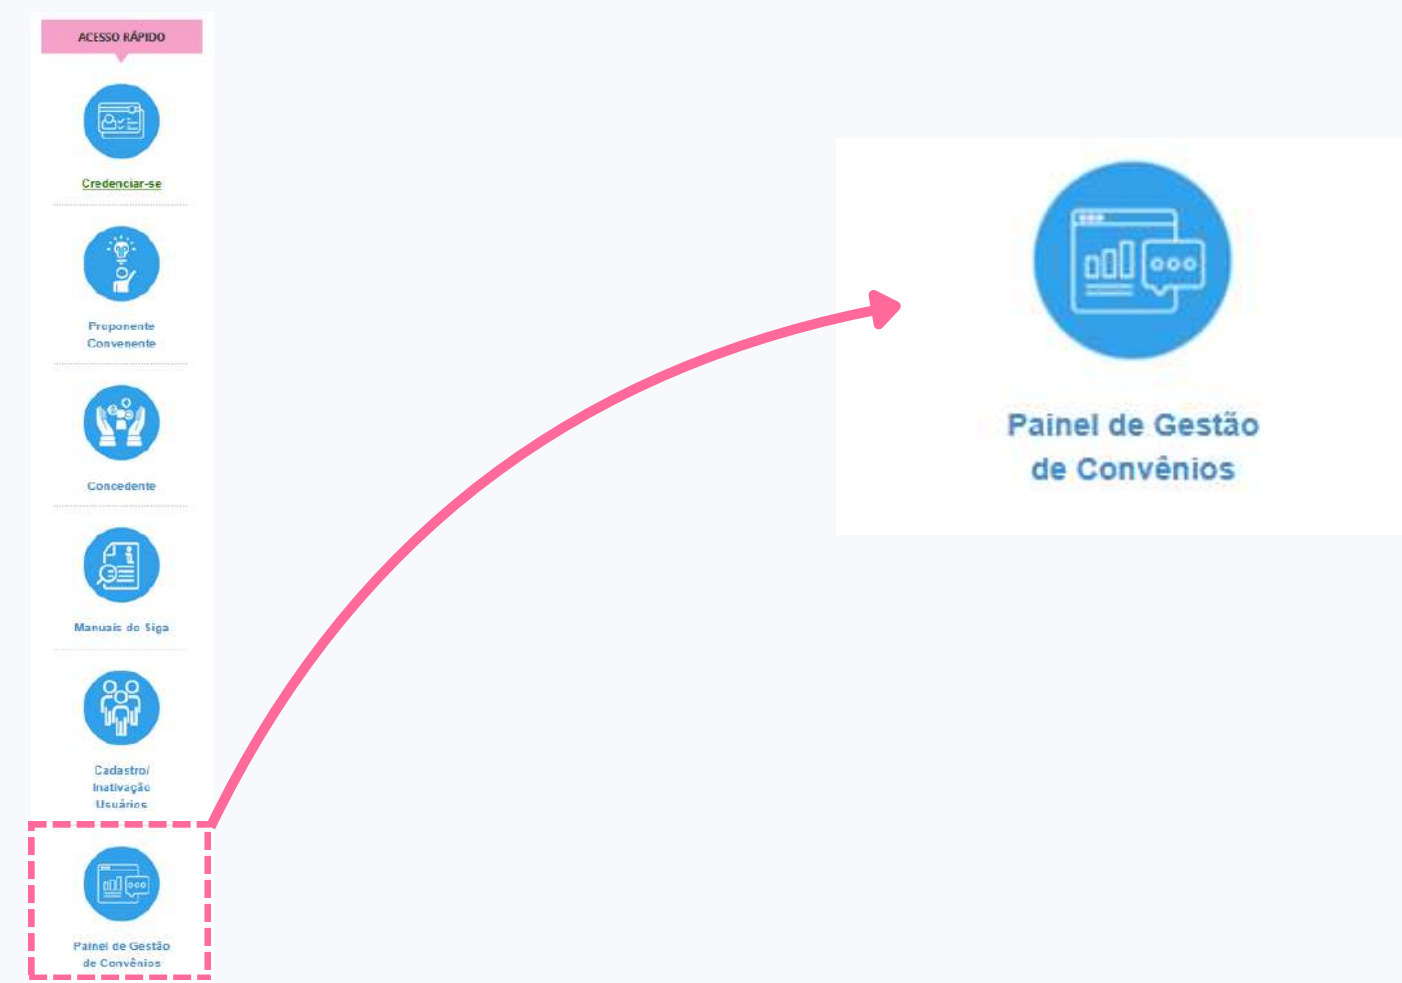 ACESSO RÁPIDO
Credenciar-se
Proponente
Convenente
Concedente
Manuais do Siga
Cadastro/
Inativação
Usuários
Painel de Gestão
de Convênios
Painel de Gestão
de Convênios